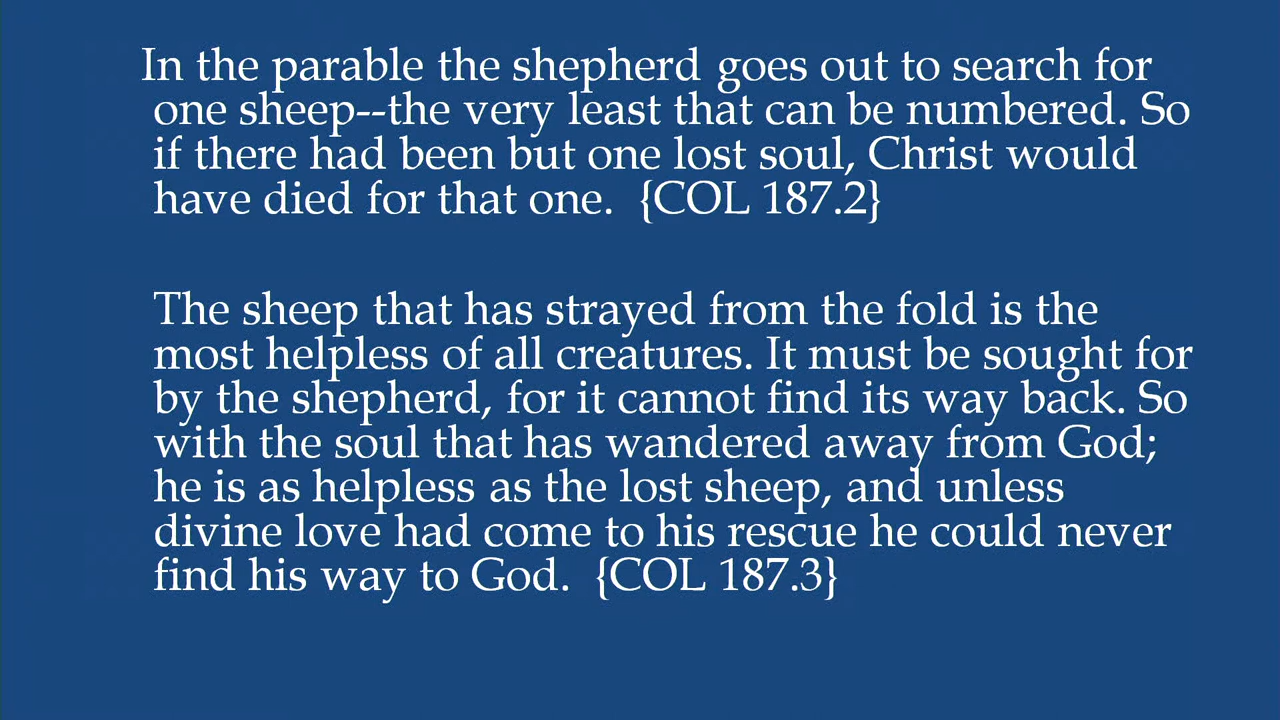 In the parable the shepherd goes out to search for
one sheep--the very least that can be numbered. So
if there had been but one lost soul, Christ would
have died for that one.  {COL 187.2}
The sheep that has strayed from the fold is the
most helpless of all creatures. It must be sought for
by the shepherd, for it cannot find its way back. So
with the soul that has wandered away from God;
he is as helpless as the lost sheep, and unless
divine love had come to his rescue he could never
find his way to God.  {COL 187.3}